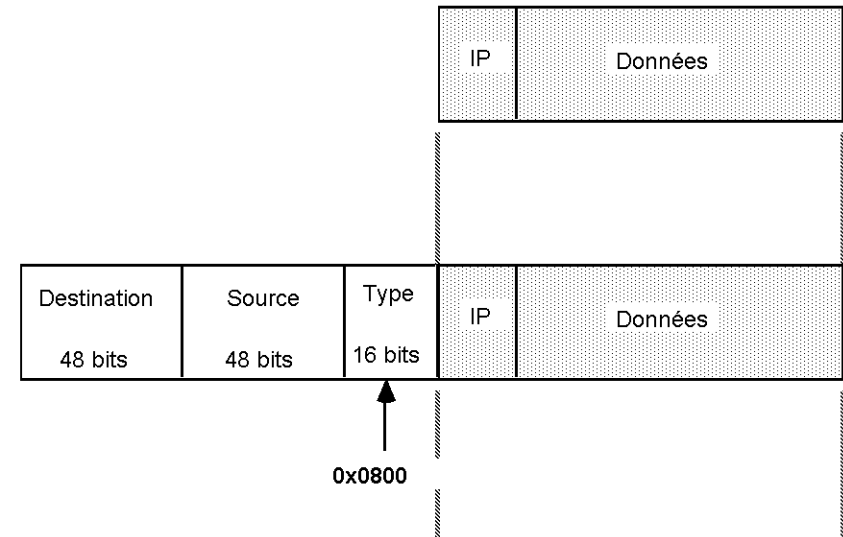 IP Données
Destination Source Type IP Données
48 bits 48 bits 16 bits
0x0800